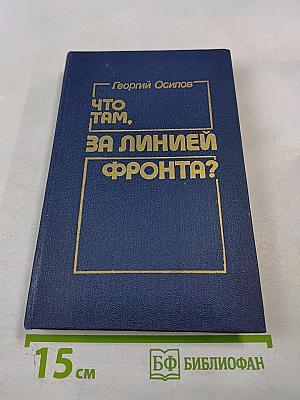 Георгий Осипов
ЧТО
ТАМ,
ЗА ЛИНИЕЙ
ФРОНТА?
15 см
БФ БИБЛИОФАН